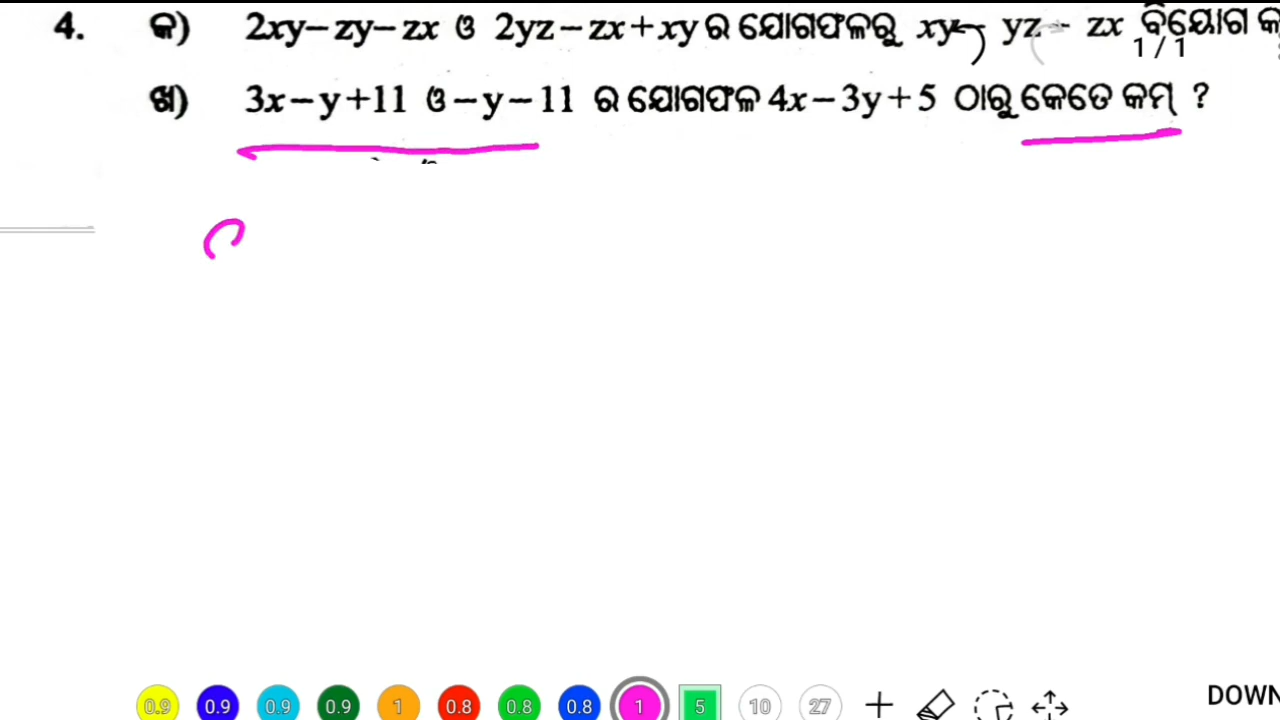 4. କ) 2xy−zy−zx ଓ 2yz−zx+xy ର ଯୋଗଫଳରୁ xy− yz − zx ବିୟୋଗ
1/1
ଖ) 3x−y+11 ଓ −y−11 ର ଯୋଗଫଳ 4x−3y+5 ଠାରୁ କେତେ କମ୍ ?
0.9 0.9 0.9 0.9 1 0.8 0.8 0.8 1 5 10 27
DOWN